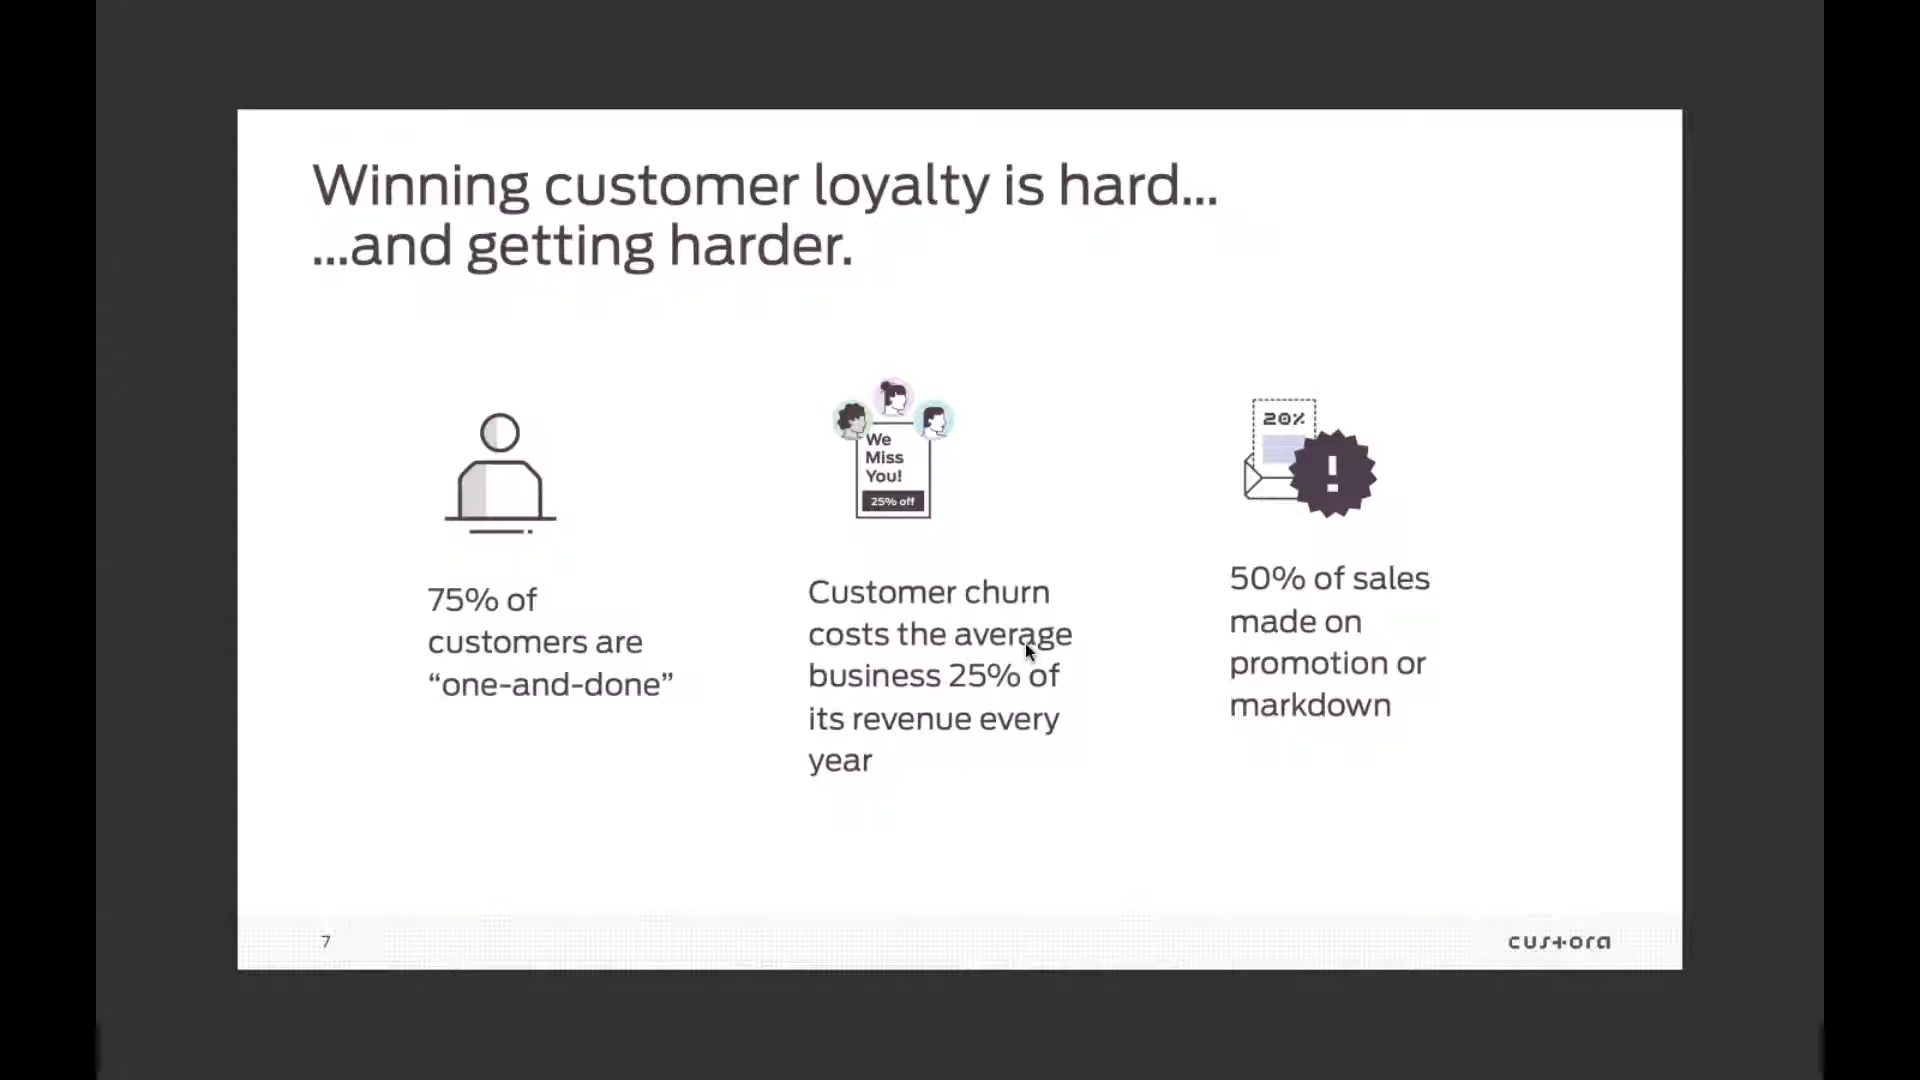 Winning customer loyalty is hard...
...and getting harder.
We
Miss
You!
25% off
20%
!
75% of
customers are
“one-and-done”
Customer churn
costs the average
business 25% of
its revenue every
year
50% of sales
made on
promotion or
markdown
7
custora